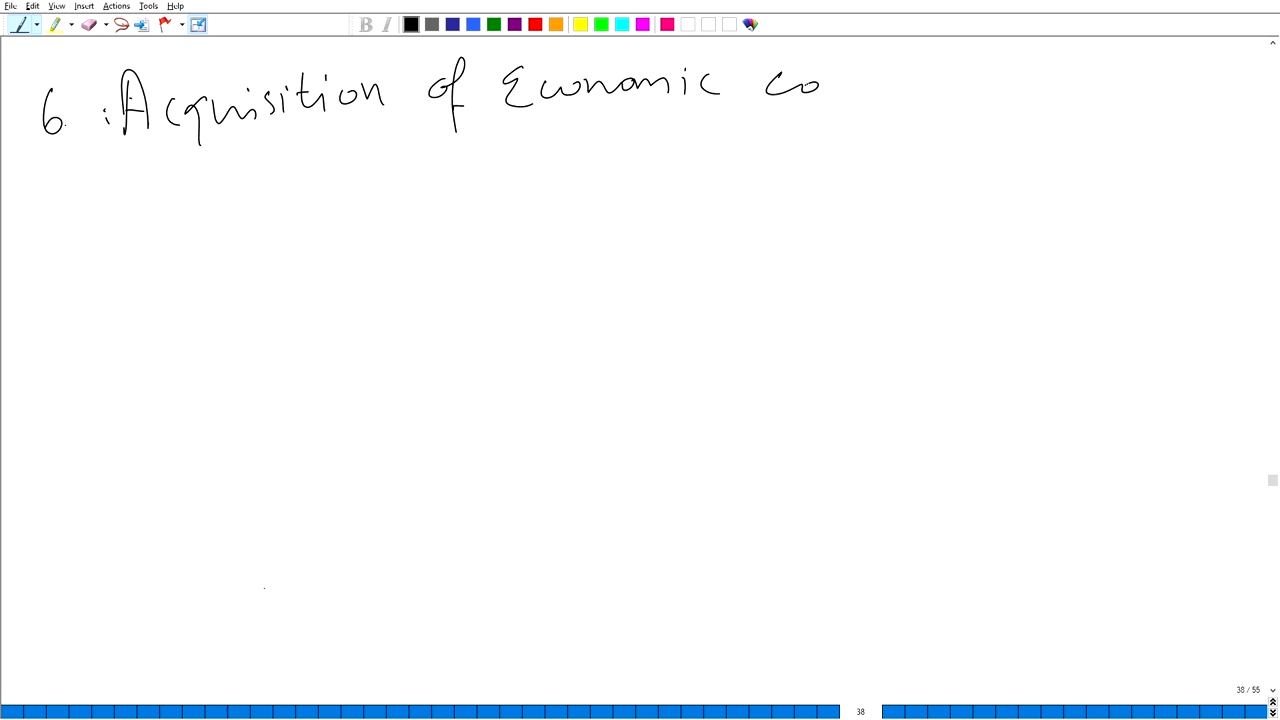 File Edit View Insert Actions Tools Help
B I
6. :Acquisition of Economic co
38 / 55
38